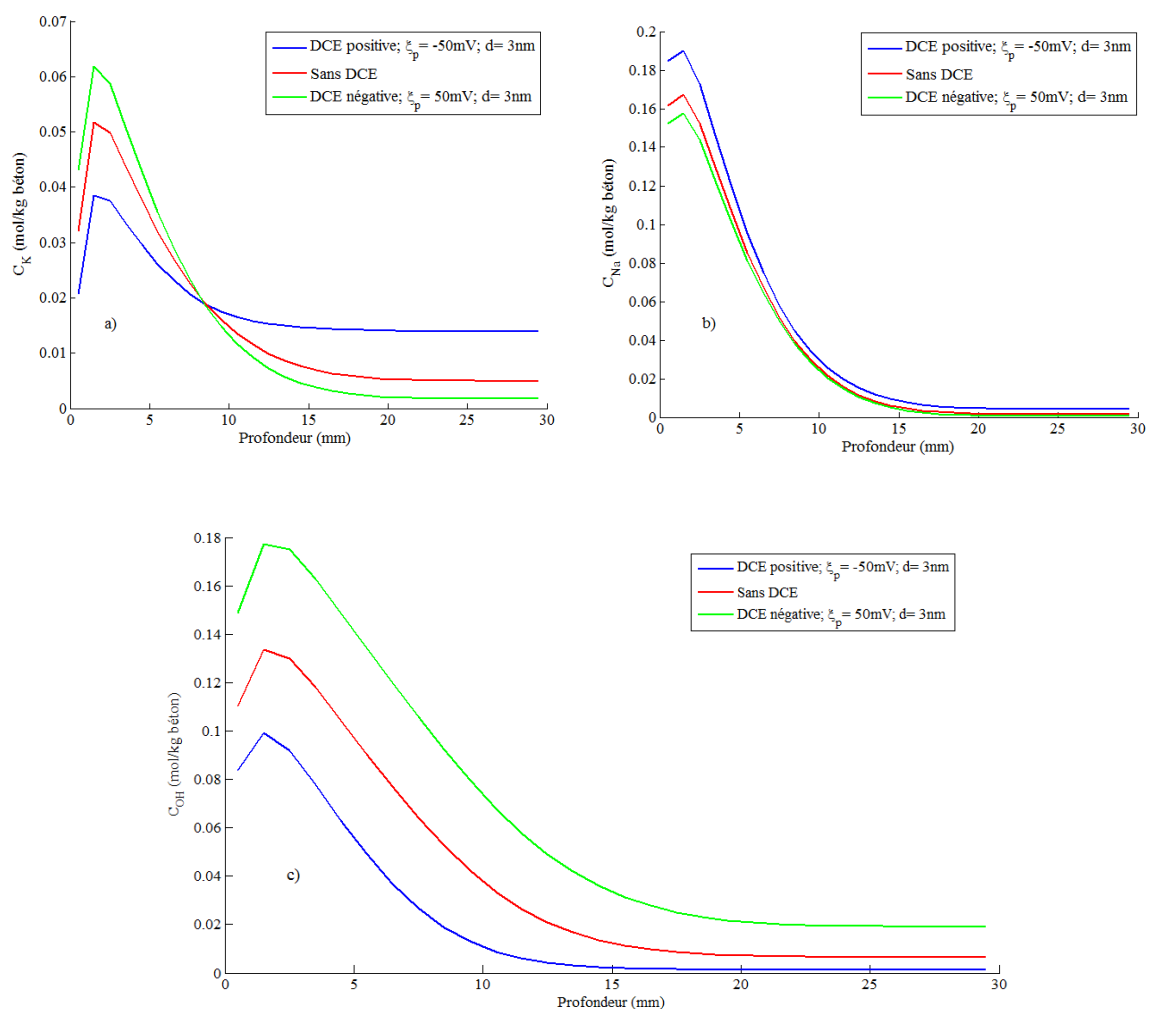 0.07
0.06
0.05
0.04
0.03
0.02
0.01
0
C_K (mol/kg béton)
DCE positive; ξ_p= -50mV; d= 3nm
Sans DCE
DCE négative; ξ_p= 50mV; d= 3nm
a)
0 5 10 15 20 25 30
Profondeur (mm)
0.2
0.18
0.16
0.14
0.12
0.1
0.08
0.06
0.04
0.02
0
C_Na (mol/kg béton)
DCE positive; ξ_p= -50mV; d= 3nm
Sans DCE
DCE négative; ξ_p= 50mV; d= 3nm
b)
0 5 10 15 20 25 30
Profondeur (mm)
0.18
0.16
0.14
0.12
0.1
0.08
0.06
0.04
0.02
0
C_OH (mol/kg béton)
DCE positive; ξ_p= -50mV; d= 3nm
Sans DCE
DCE négative; ξ_p= 50mV; d= 3nm
c)
0 5 10 15 20 25 30
Profondeur (mm)